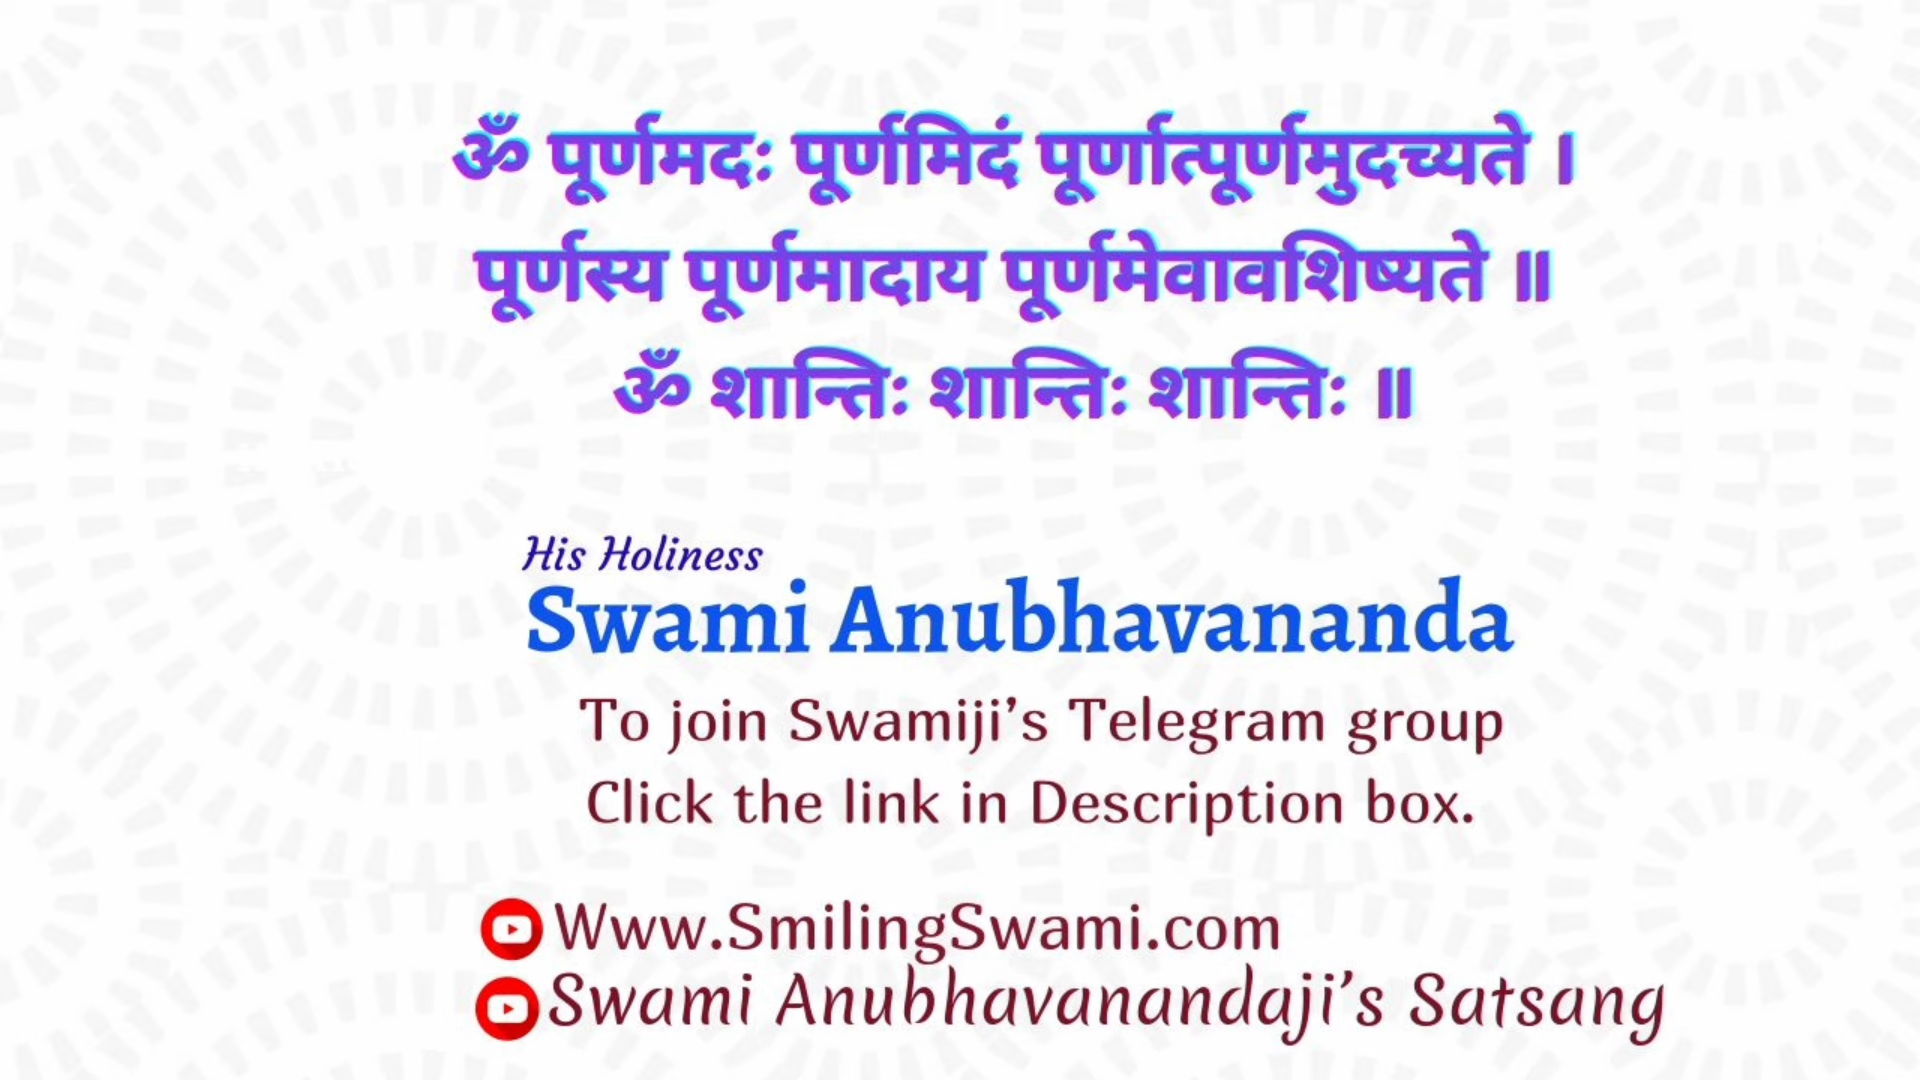 ॐ पूर्णमदः पूर्णमिदं पूर्णात्पूर्णमुदच्यते ।
पूर्णस्य पूर्णमादाय पूर्णमेवावशिष्यते ॥
ॐ शान्तिः शान्तिः शान्तिः ॥
His Holiness
Swami Anubhavananda
To join Swamiji’s Telegram group
Click the link in Description box.
Www.SmilingSwami.com
Swami Anubhavanandaji’s Satsang